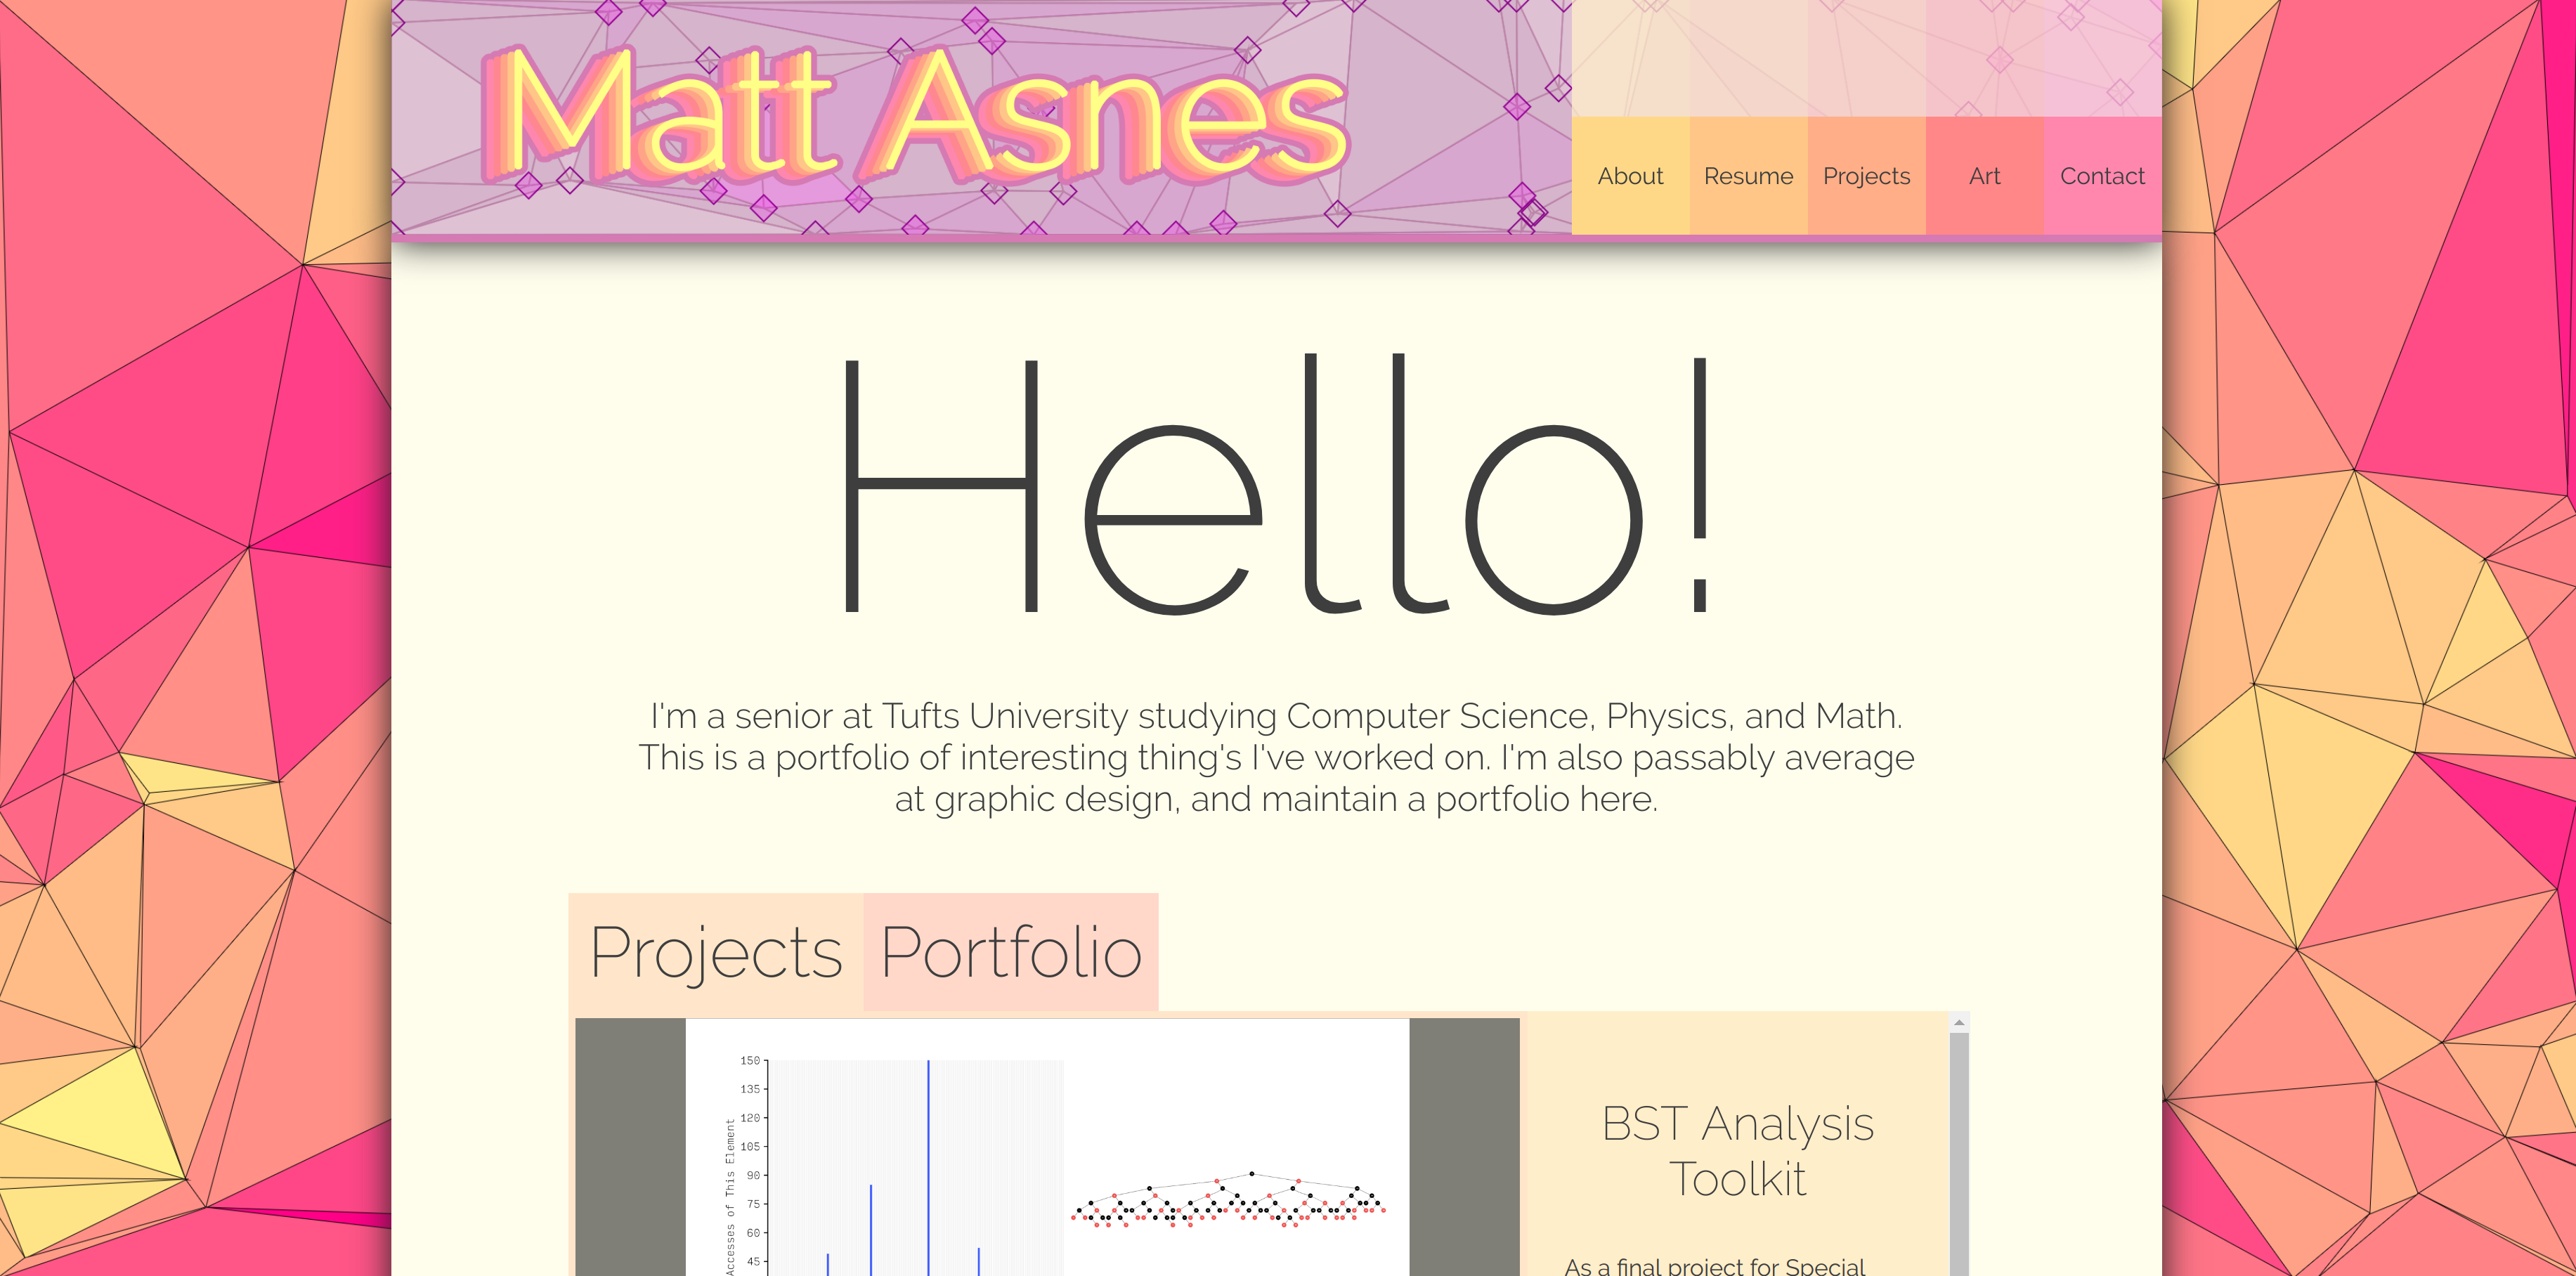 Matt Asnes
About Resume Projects Art Contact
Hello!
I'm a senior at Tufts University studying Computer Science, Physics, and Math.
This is a portfolio of interesting thing's I've worked on. I'm also passably average
at graphic design, and maintain a portfolio here.
Projects Portfolio
150
135
120
105
90
75
60
45
Accesses of This Element
BST Analysis
Toolkit
As a final project for Special